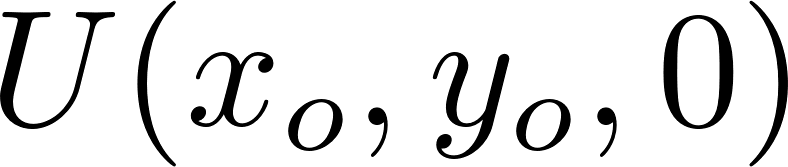 U(x_o, y_o, 0)